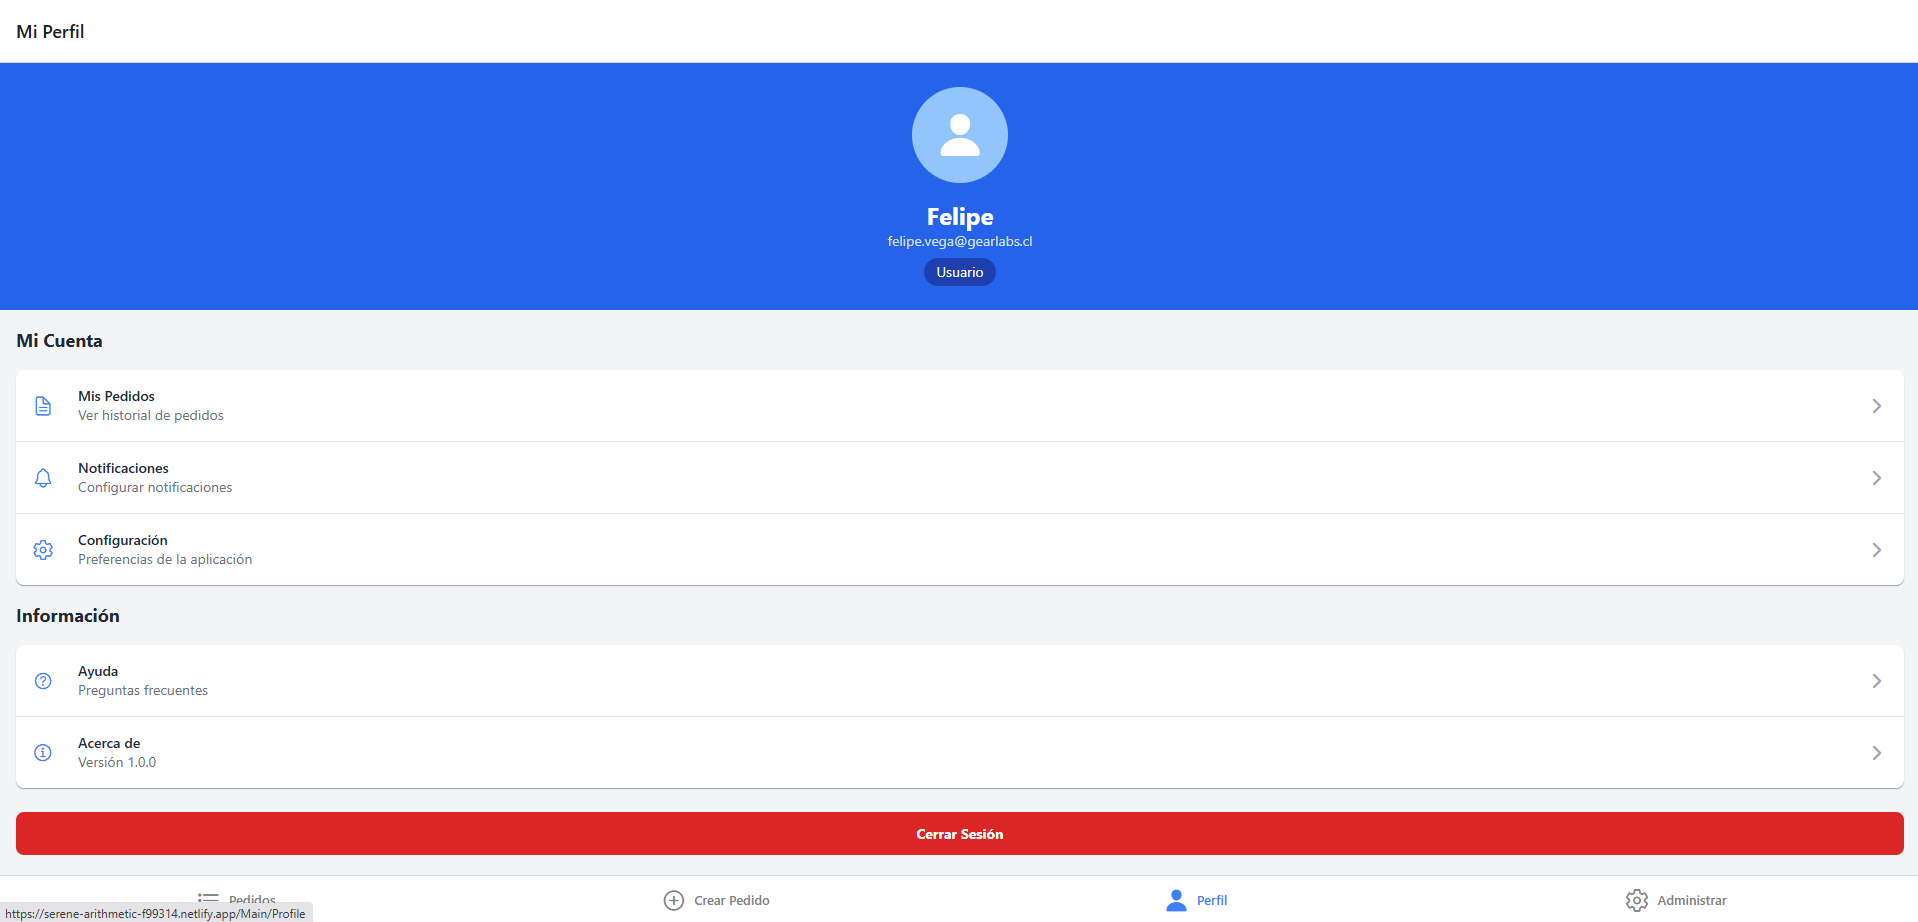 Mi Perfil
Felipe
felipe.vega@gearlabs.cl
Usuario
Mi Cuenta
Mis Pedidos
Ver historial de pedidos
Notificaciones
Configurar notificaciones
Configuración
Preferencias de la aplicación
Información
Ayuda
Preguntas frecuentes
Acerca de
Versión 1.0.0
Cerrar Sesión
Pedidos
Crear Pedido
Perfil
Administrar
https://serene-arithmetic-f99314.netlify.app/Main/Profile